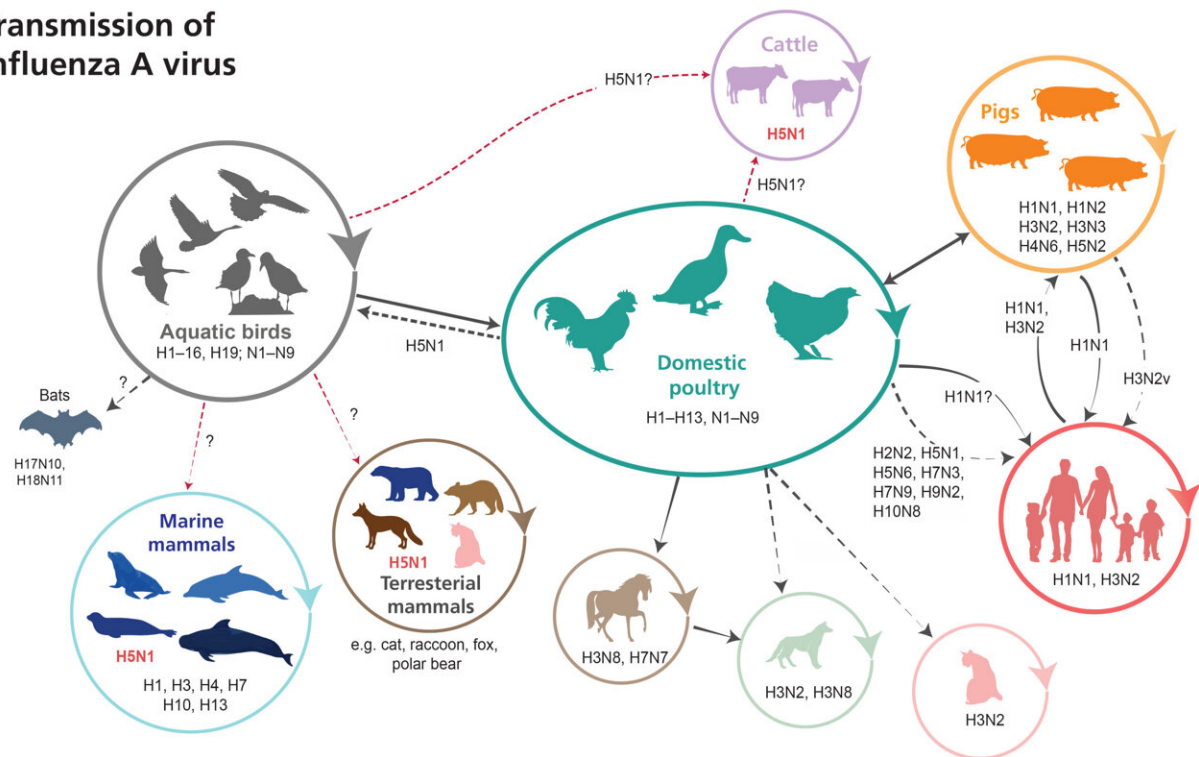 ransmission of
nfluenza A virus
Cattle
H5N1
H5N1?
H5N1?
Pigs
H1N1, H1N2
H3N2, H3N3
H4N6, H5N2
Aquatic birds
H1–16, H19; N1–N9
H5N1
Domestic
poultry
H1–H13, N1–N9
H1N1,
H3N2
H1N1
H3N2v
H1N1?
H2N2, H5N1,
H5N6, H7N3,
H7N9, H9N2,
H10N8
H1N1, H3N2
?
Bats
H17N10,
H18N11
?
?
Marine
mammals
H5N1
H1, H3, H4, H7
H10, H13
H5N1
Terresterial
mammals
e.g. cat, raccoon, fox,
polar bear
H3N8, H7N7
H3N2, H3N8
H3N2